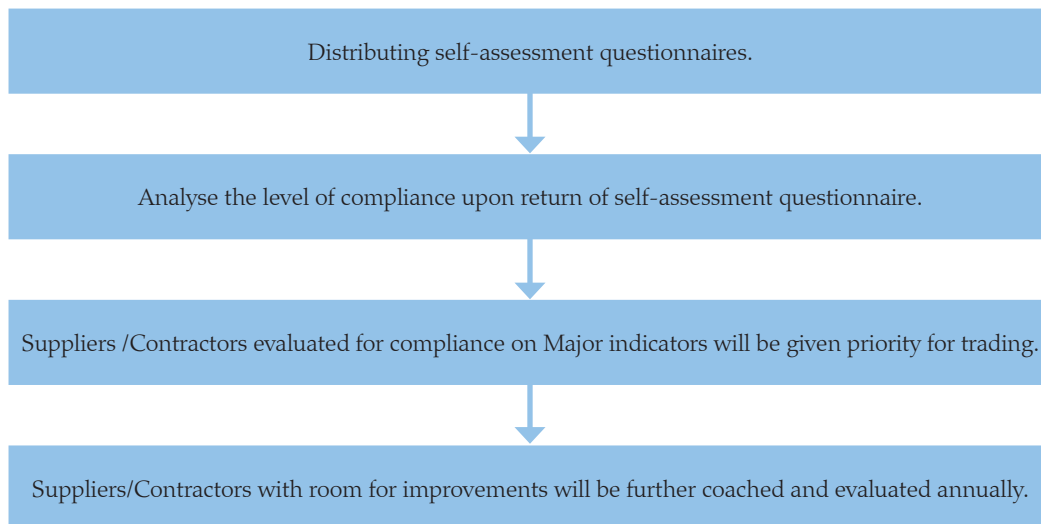 Distributing self-assessment questionnaires.
Analyse the level of compliance upon return of self-assessment questionnaire.
Suppliers /Contractors evaluated for compliance on Major indicators will be given priority for trading.
Suppliers/Contractors with room for improvements will be further coached and evaluated annually.